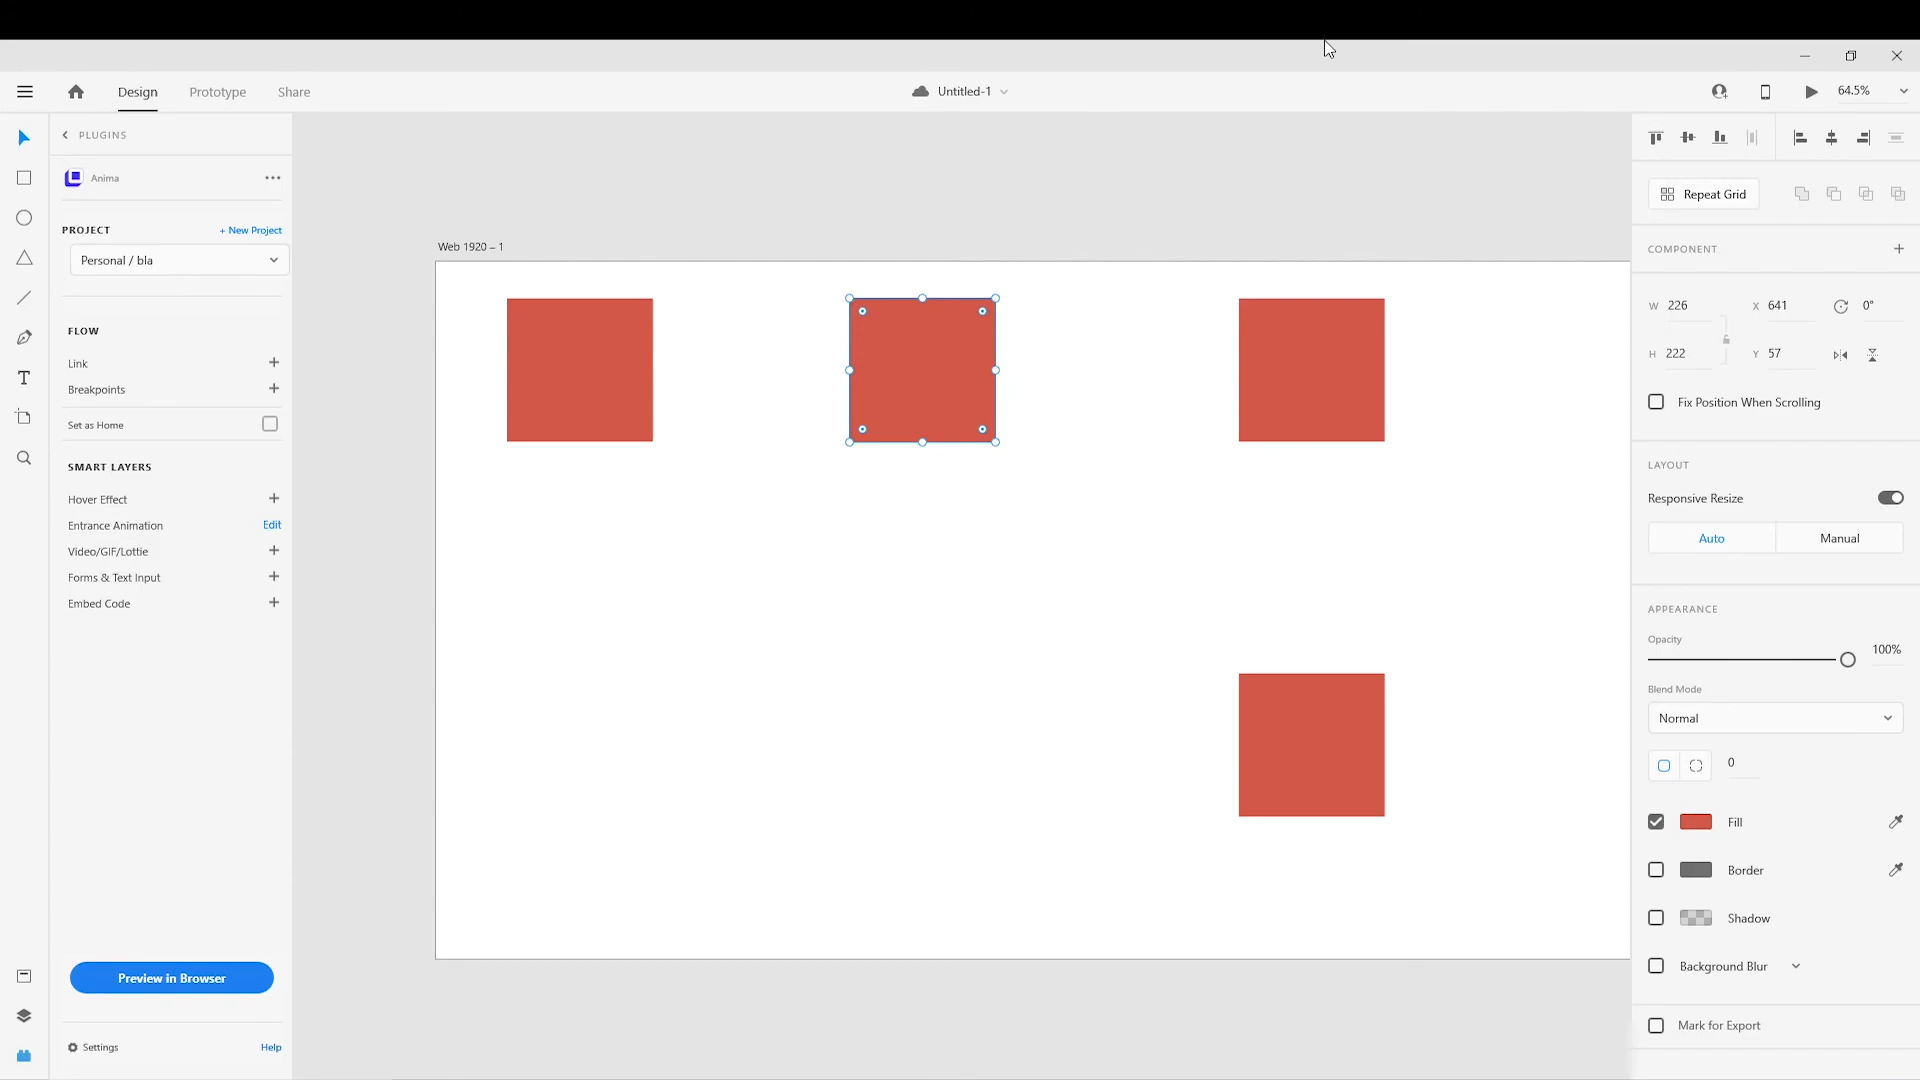 Design
Prototype
Share
Untitled-1
64.5%
PLUGINS
Anima
PROJECT
+ New Project
Personal / bla
FLOW
Link
Breakpoints
Set as Home
SMART LAYERS
Hover Effect
Entrance Animation
Edit
Video/GIF/Lottie
Forms & Text Input
Embed Code
Preview in Browser
Settings
Help
Web 1920 – 1
Repeat Grid
COMPONENT
W 226
X 641
0°
H 222
Y 57
Fix Position When Scrolling
LAYOUT
Responsive Resize
Auto
Manual
APPEARANCE
Opacity
100%
Blend Mode
Normal
0
Fill
Border
Shadow
Background Blur
Mark for Export